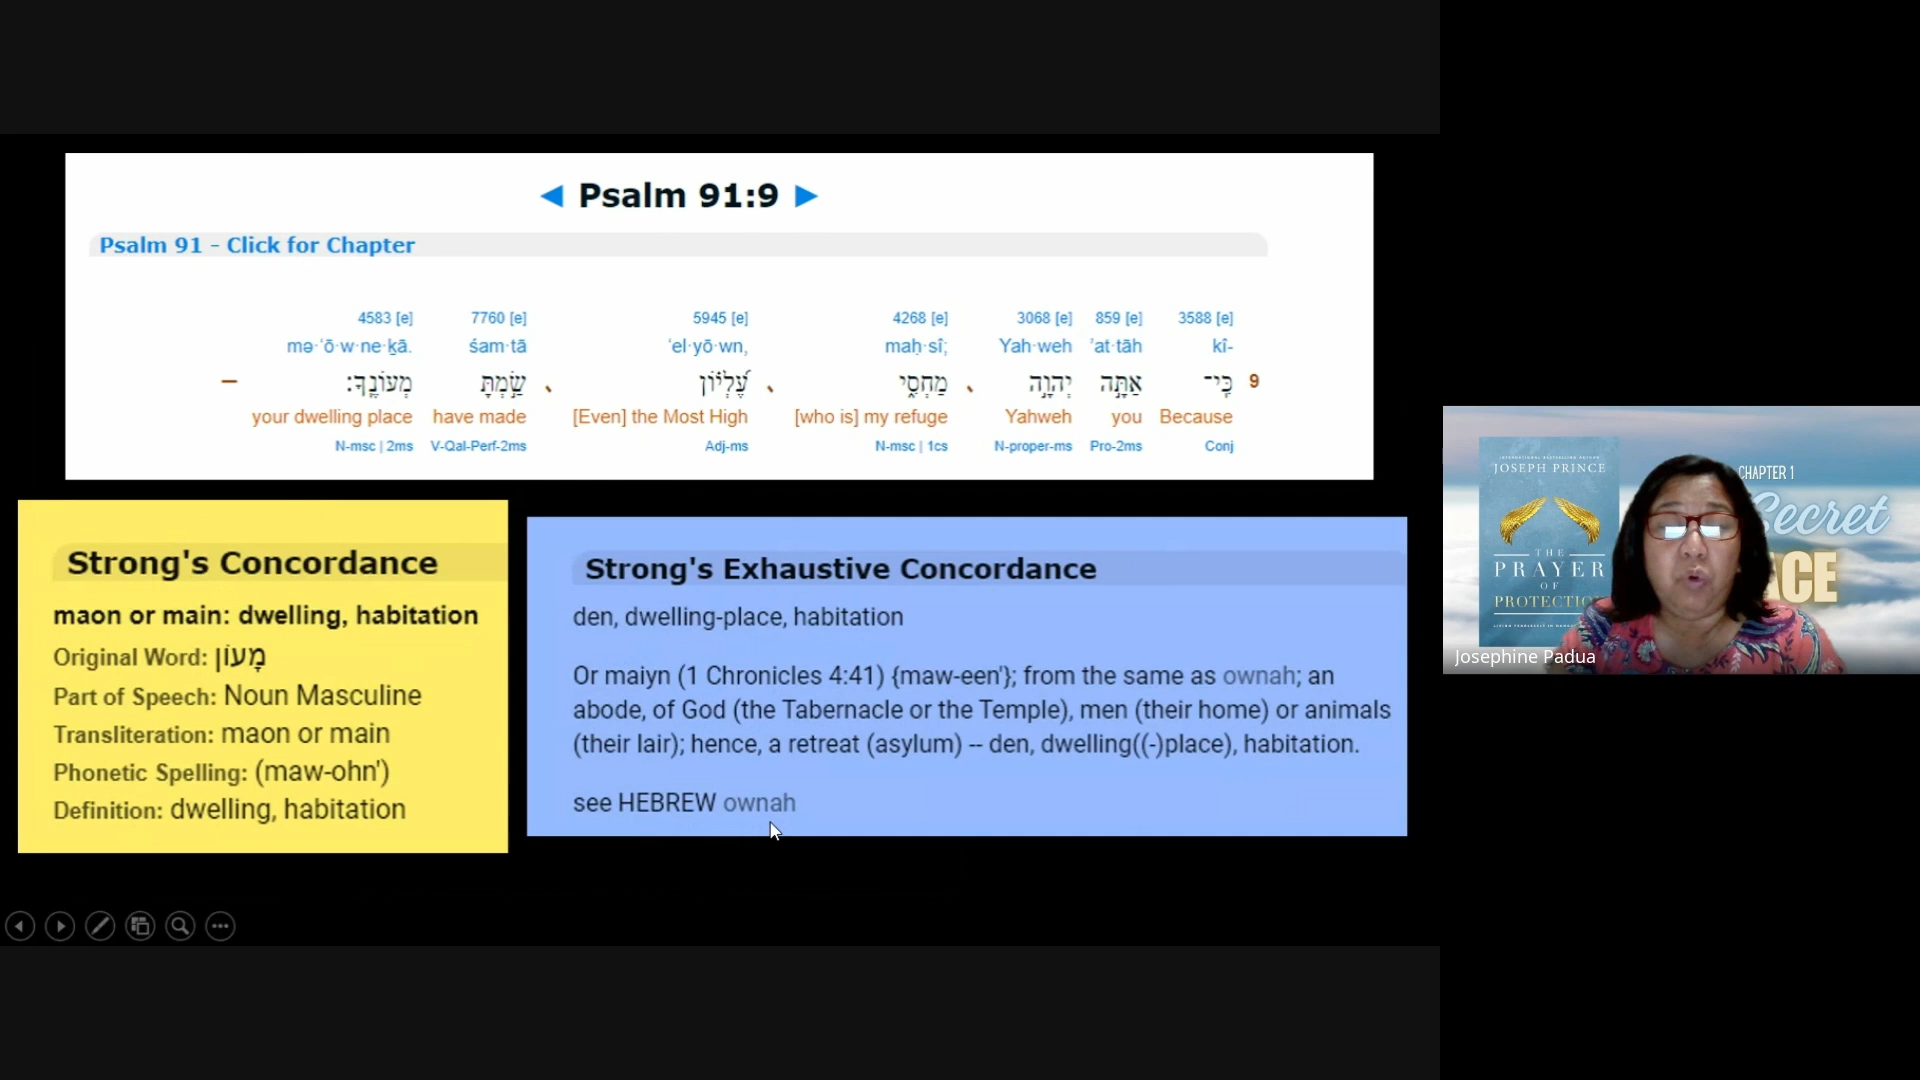 ◄ Psalm 91:9 ►
Psalm 91 - Click for Chapter
4583 [e] 7760 [e] 5945 [e] 4268 [e] 3068 [e] 859 [e] 3588 [e]
mə·‘ō·w·ne·ḵā. śam·tā ‘el·yō·wn, maḥ·sî; Yah·weh ’at·tāh kî-
9 כִּֽי־ אַתָּ֣ה יְהוָ֣ה ､ מַחְסִ֑י ､ עֶ֝לְי֗וֹן ､ שַׂ֣מְתָּ מְעוֹנֶֽךָ׃ –
your dwelling place have made [Even] the Most High [who is] my refuge Yahweh you Because
N-msc | 2ms V-Qal-Perf-2ms Adj-ms N-msc | 1cs N-proper-ms Pro-2ms Conj
Strong's Concordance
maon or main: dwelling, habitation
Original Word: מָעוֹן
Part of Speech: Noun Masculine
Transliteration: maon or main
Phonetic Spelling: (maw-ohn')
Definition: dwelling, habitation
Strong's Exhaustive Concordance
den, dwelling-place, habitation
Or maiyn (1 Chronicles 4:41) {maw-een'}; from the same as ownah; an
abode, of God (the Tabernacle or the Temple), men (their home) or animals
(their lair); hence, a retreat (asylum) -- den, dwelling((-)place), habitation.
see HEBREW ownah
JOSEPH PRINCE
THE
PRAYER
OF
PROTECTIO
CHAPTER 1
Secret
ACE
Josephine Padua